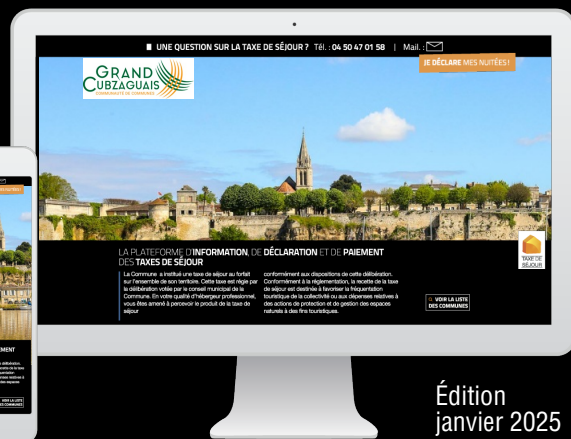 UNE QUESTION SUR LA TAXE DE SÉJOUR ? Tél. : 04 50 47 01 58 | Mail. :
JE DÉCLARE MES NUITÉES !
GRAND
CUBZAGUAIS
COMMUNAUTÉ DE COMMUNES
LA PLATEFORME D'INFORMATION, DE DÉCLARATION ET DE PAIEMENT
DES TAXES DE SÉJOUR
La Commune a institué une taxe de séjour au forfait
sur l'ensemble de son territoire. Cette taxe est régie par
la délibération votée par le conseil municipal de la
Commune. En votre qualité d'hébergeur professionnel,
vous êtes amené à percevoir le produit de la taxe de
séjour
conformément aux dispositions de cette délibération.
Conformément à la réglementation, la recette de la taxe
de séjour est destinée à favoriser la fréquentation
touristique de la collectivité ou aux dépenses relatives à
des actions de protection et de gestion des espaces
naturels à des fins touristiques.
TAXE DE
SÉJOUR
VOIR LA LISTE
DES COMMUNES
EMENT
VOIR LA LISTE
DES COMMUNES
Édition
janvier 2025